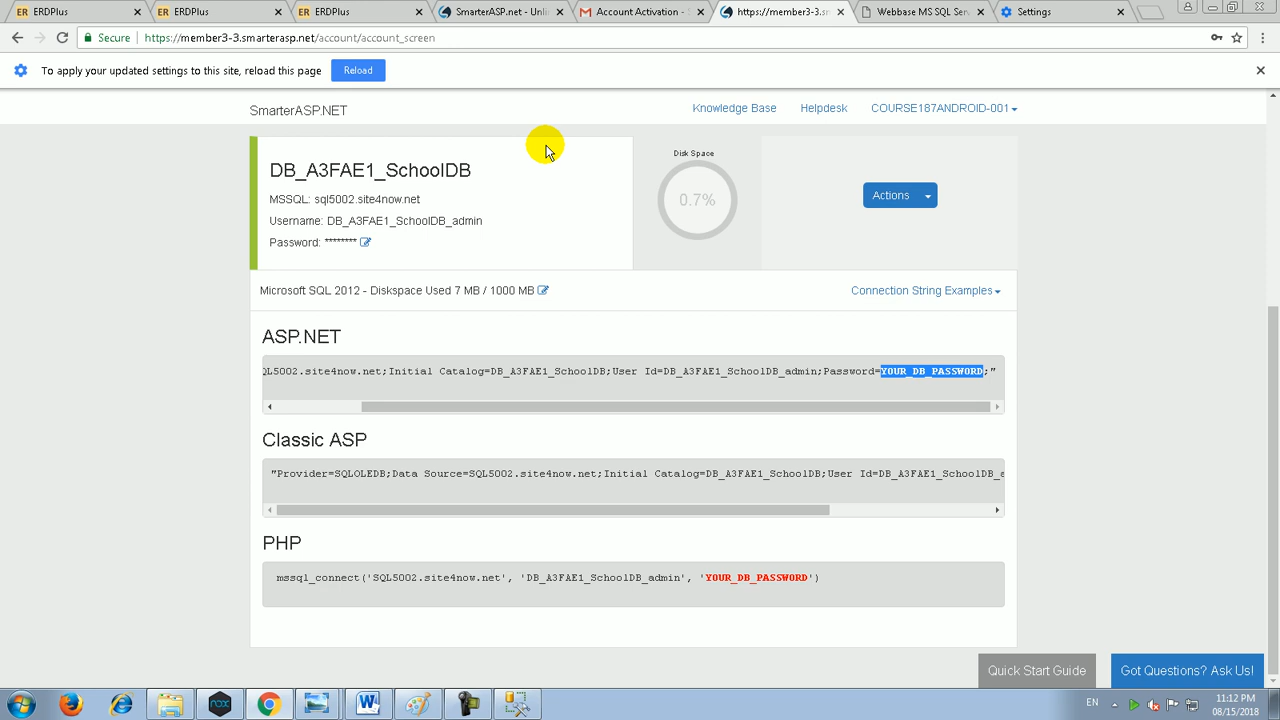 ERDPlus
ERDPlus
ERDPlus
SmarterASP.net - Unli
Account Activation -
https://member3-3.sm
Webbase MS SQL Ser
Settings
Secure
https://member3-3.smarterasp.net/account/account_screen
To apply your updated settings to this site, reload this page
Reload
SmarterASP.NET
Knowledge Base
Helpdesk
COURSE187ANDROID-001
DB_A3FAE1_SchoolDB
MSSQL: sql5002.site4now.net
Username: DB_A3FAE1_SchoolDB_admin
Password: ********
Disk Space
0.7%
Actions
Microsoft SQL 2012 - Diskspace Used 7 MB / 1000 MB
Connection String Examples
ASP.NET
QL5002.site4now.net;Initial Catalog=DB_A3FAE1_SchoolDB;User Id=DB_A3FAE1_SchoolDB_admin;Password=YOUR_DB_PASSWORD;"
Classic ASP
"Provider=SQLOLEDB;Data Source=SQL5002.site4now.net;Initial Catalog=DB_A3FAE1_SchoolDB;User Id=DB_A3FAE1_SchoolDB_a
PHP
mssql_connect('SQL5002.site4now.net', 'DB_A3FAE1_SchoolDB_admin', 'YOUR_DB_PASSWORD')
Quick Start Guide
Got Questions? Ask Us!
nox
EN
11:12 PM
08/15/2018